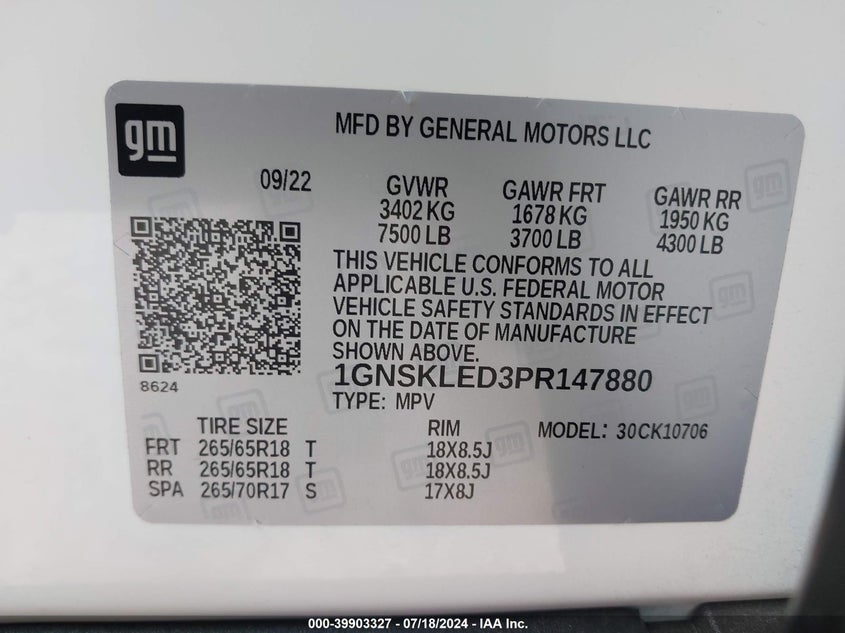 gm
MFD BY GENERAL MOTORS LLC
09/22
GVWR
3402 KG
7500 LB
GAWR FRT
1678 KG
3700 LB
GAWR RR
1950 KG
4300 LB
THIS VEHICLE CONFORMS TO ALL
APPLICABLE U.S. FEDERAL MOTOR
VEHICLE SAFETY STANDARDS IN EFFECT
ON THE DATE OF MANUFACTURE
SHOWN ABOVE.
8624
1GNSKLED3PR147880
TYPE: MPV
TIRE SIZE RIM MODEL: 30CK10706
FRT 265/65R18 T 18X8.5J
RR 265/65R18 T 18X8.5J
SPA 265/70R17 S 17X8J
000-39903327 - 07/18/2024 - IAA Inc.